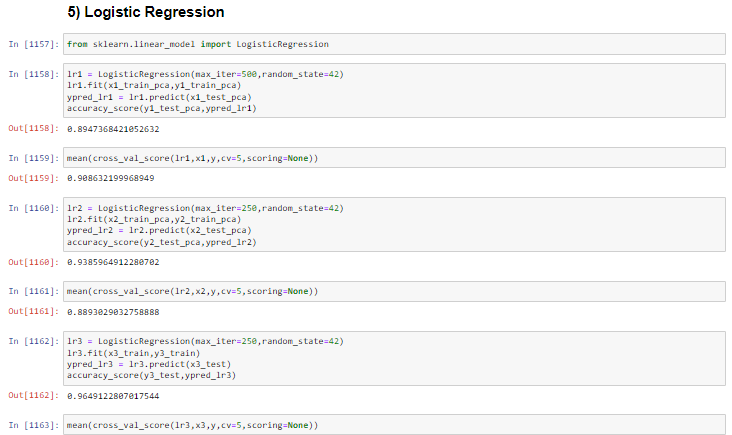 5) Logistic Regression
In [1157]: from sklearn.linear_model import LogisticRegression
In [1158]: lr1 = LogisticRegression(max_iter=500,random_state=42)
lr1.fit(x1_train_pca,y1_train_pca)
ypred_lr1 = lr1.predict(x1_test_pca)
accuracy_score(y1_test_pca,ypred_lr1)
Out[1158]: 0.8947368421052632
In [1159]: mean(cross_val_score(lr1,x1,y,cv=5,scoring=None))
Out[1159]: 0.908632199968949
In [1160]: lr2 = LogisticRegression(max_iter=250,random_state=42)
lr2.fit(x2_train_pca,y2_train_pca)
ypred_lr2 = lr2.predict(x2_test_pca)
accuracy_score(y2_test_pca,ypred_lr2)
Out[1160]: 0.9385964912280702
In [1161]: mean(cross_val_score(lr2,x2,y,cv=5,scoring=None))
Out[1161]: 0.8893029032758888
In [1162]: lr3 = LogisticRegression(max_iter=250,random_state=42)
lr3.fit(x3_train,y3_train)
ypred_lr3 = lr3.predict(x3_test)
accuracy_score(y3_test,ypred_lr3)
Out[1162]: 0.9649122807017544
In [1163]: mean(cross_val_score(lr3,x3,y,cv=5,scoring=None))